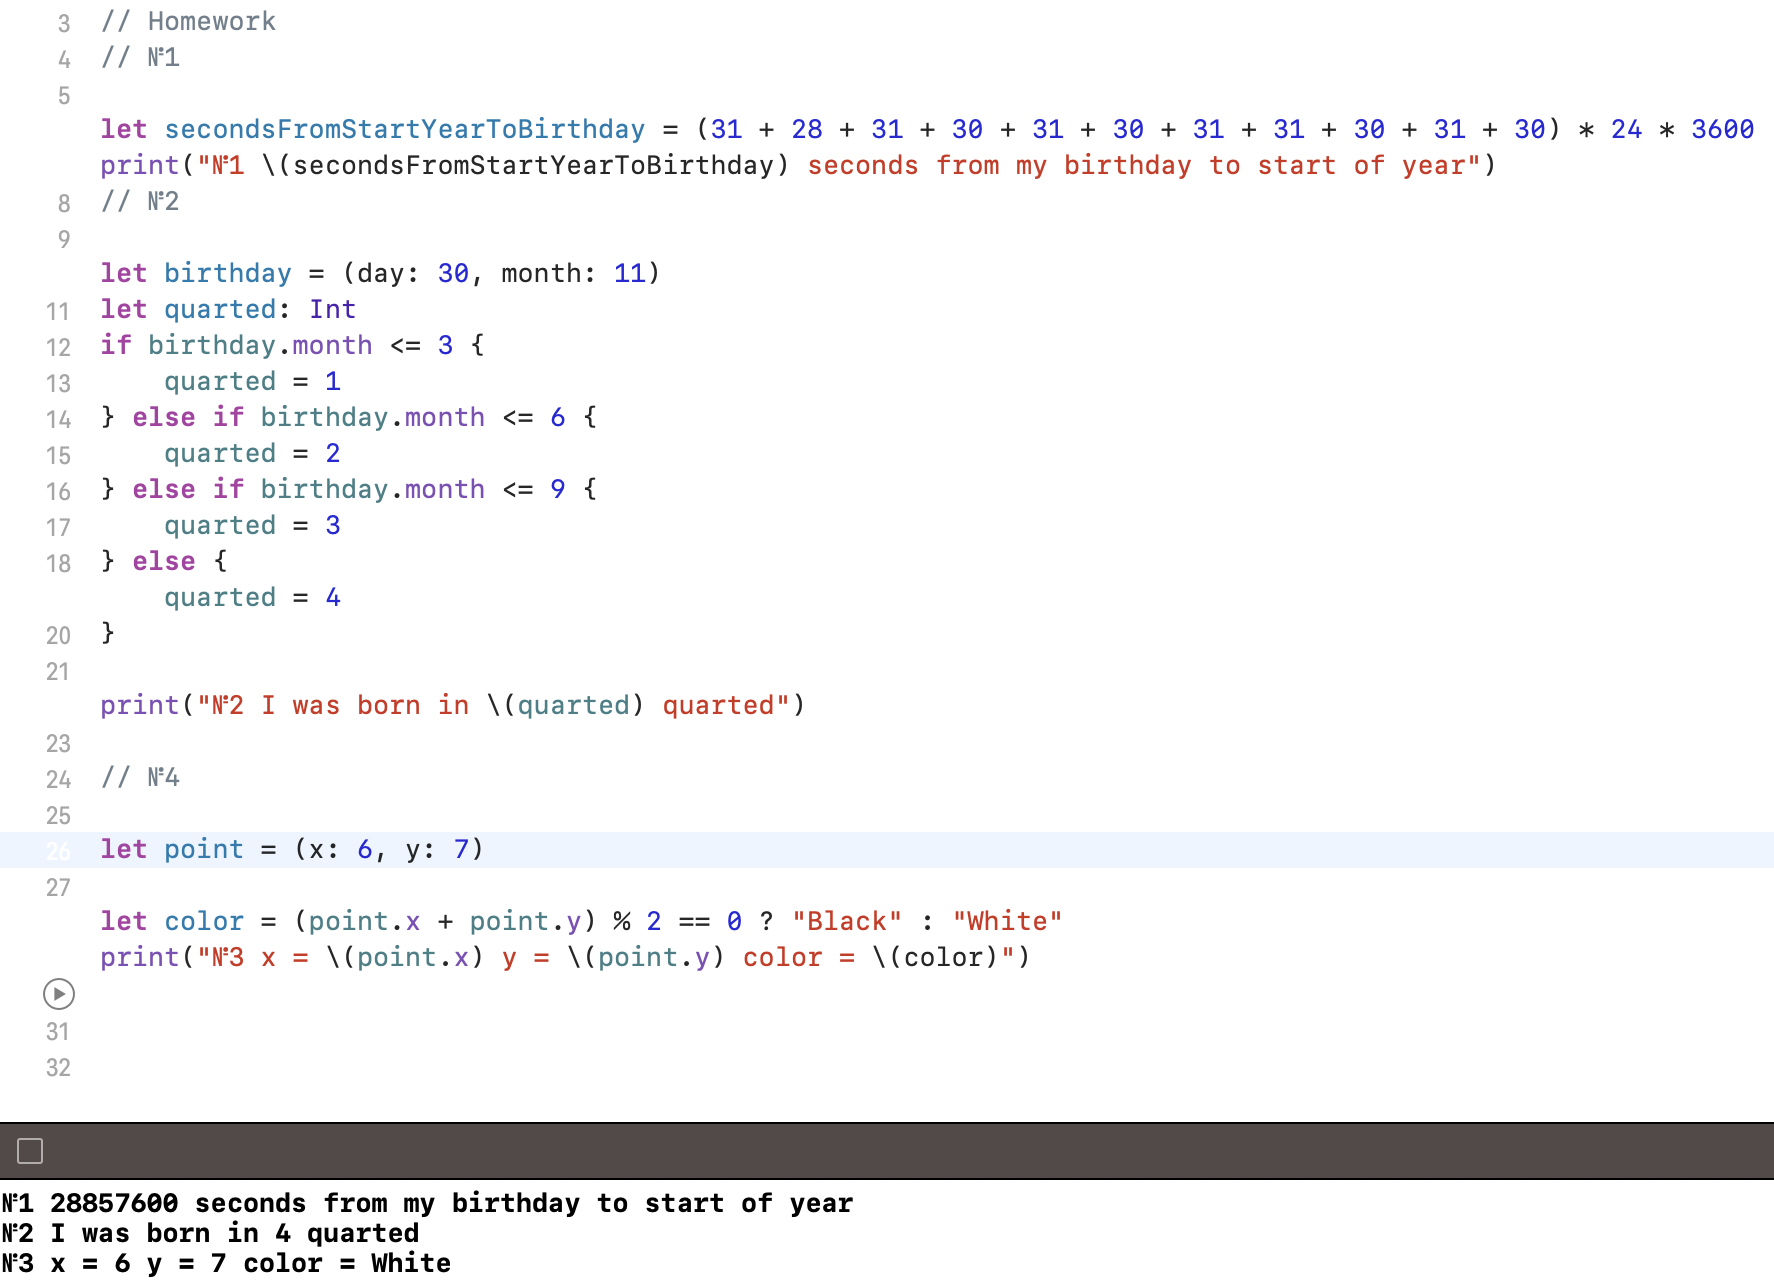 3 // Homework
4 // №1
5
let secondsFromStartYearToBirthday = (31 + 28 + 31 + 30 + 31 + 30 + 31 + 31 + 30 + 31 + 30) * 24 * 3600
print("№1 \(secondsFromStartYearToBirthday) seconds from my birthday to start of year")
8 // №2
9
let birthday = (day: 30, month: 11)
11 let quarted: Int
12 if birthday.month <= 3 {
13     quarted = 1
14 } else if birthday.month <= 6 {
15     quarted = 2
16 } else if birthday.month <= 9 {
17     quarted = 3
18 } else {
    quarted = 4
20 }
21
print("№2 I was born in \(quarted) quarted")
23
24 // №4
25
26 let point = (x: 6, y: 7)
27
let color = (point.x + point.y) % 2 == 0 ? "Black" : "White"
print("№3 x = \(point.x) y = \(point.y) color = \(color)")
31
32
№1 28857600 seconds from my birthday to start of year
№2 I was born in 4 quarted
№3 x = 6 y = 7 color = White